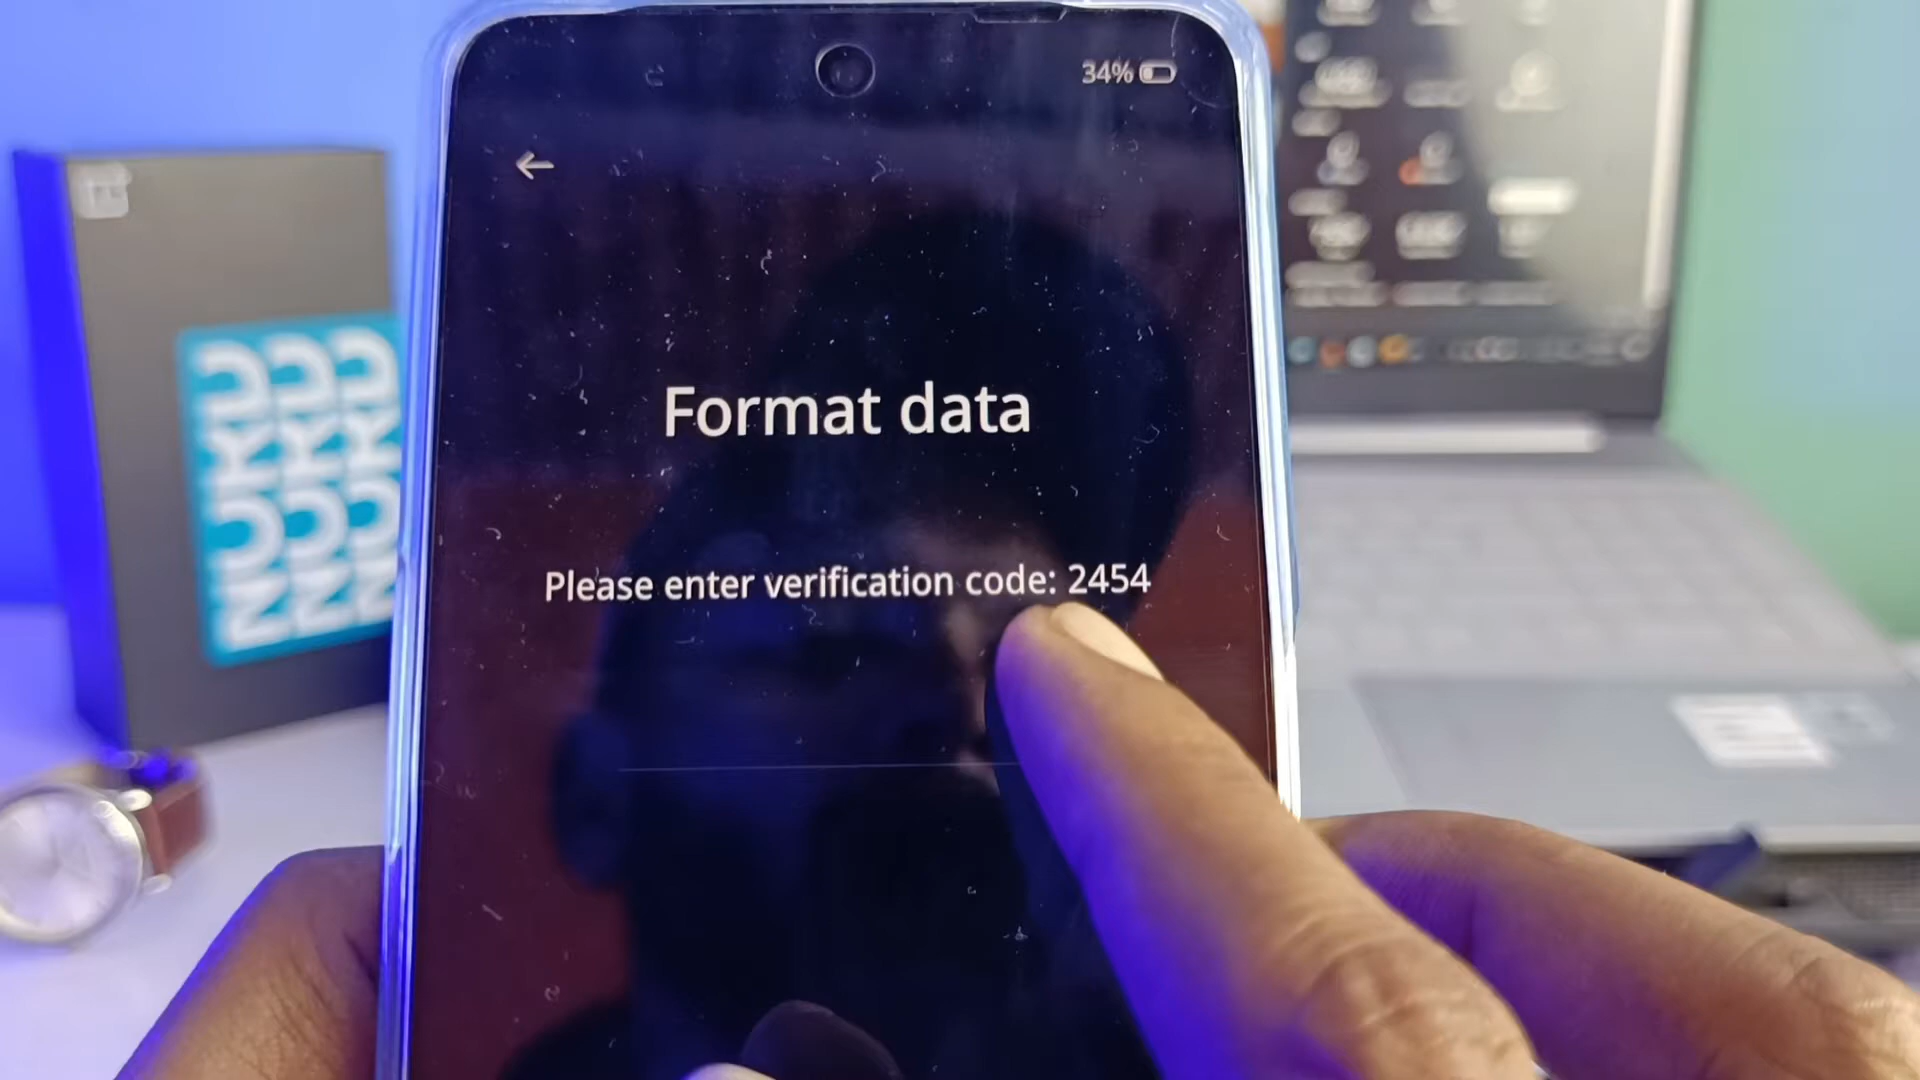 34%
Format data
Please enter verification code: 2454
NUKU
NUKU
NUKU